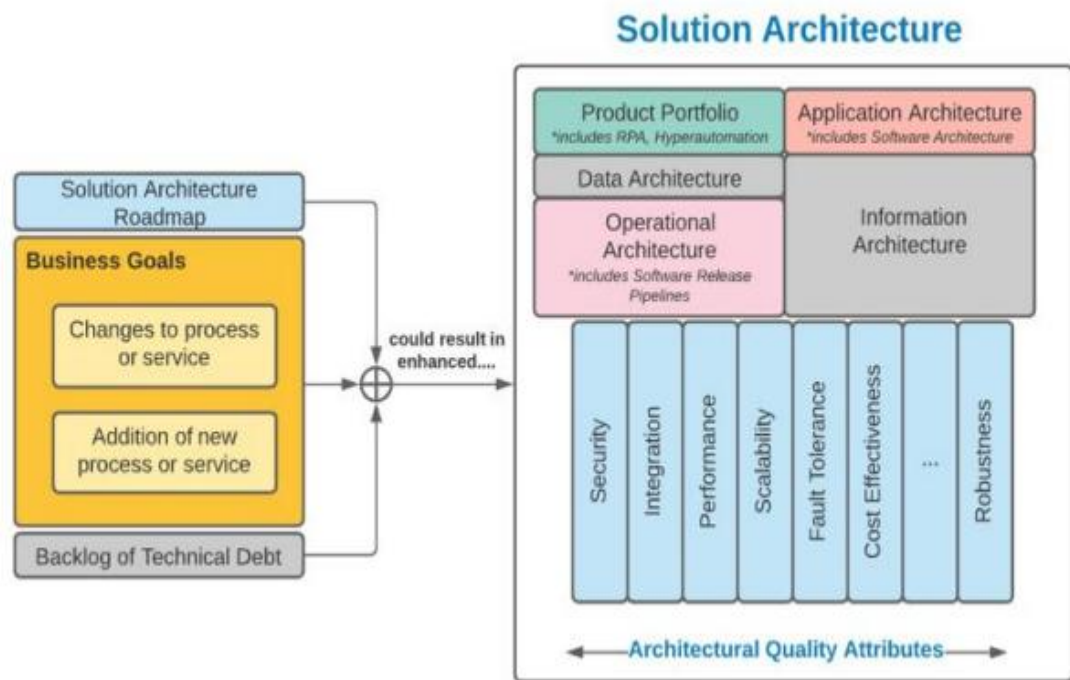 Solution Architecture
Product Portfolio
*includes RPA, Hyperautomation
Application Architecture
*includes Software Architecture
Data Architecture
Operational
Architecture
*includes Software Release
Pipelines
Information
Architecture
Solution Architecture
Roadmap
Business Goals
Changes to process
or service
Addition of new
process or service
Backlog of Technical Debt
could result in
enhanced....
Security
Integration
Performance
Scalability
Fault Tolerance
Cost Effectiveness
...
Robustness
Architectural Quality Attributes